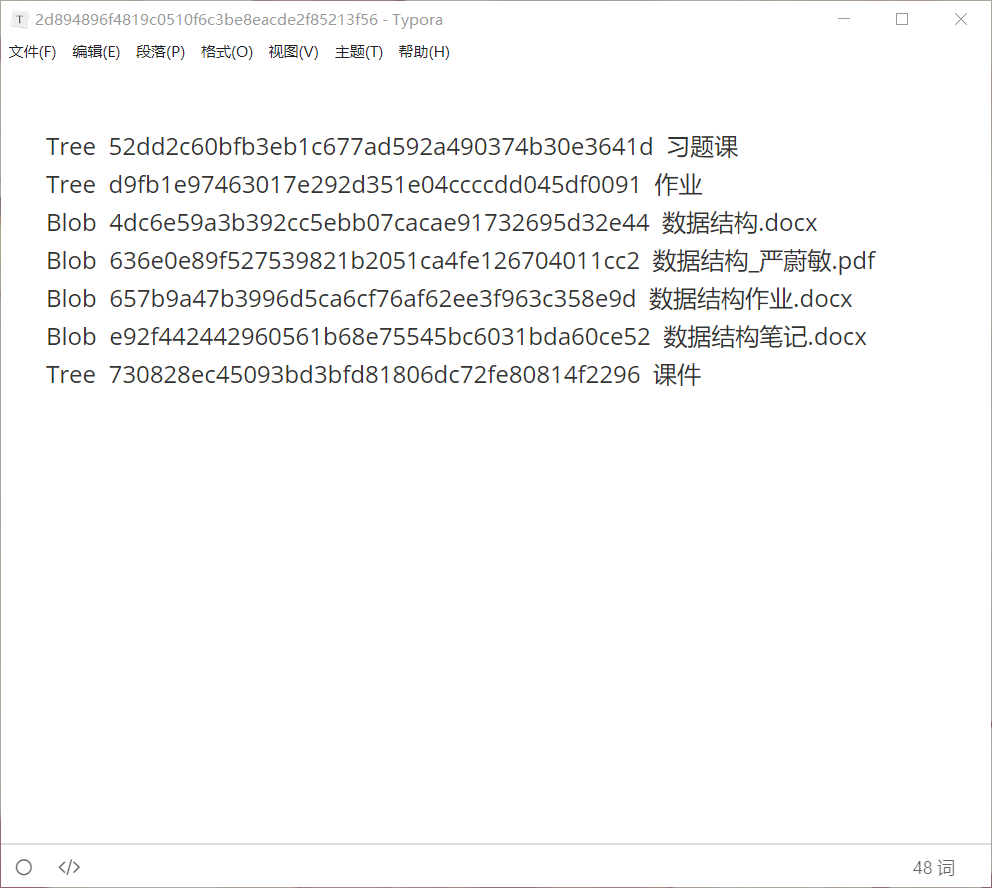 2d894896f4819c0510f6c3be8eacde2f85213f56 - Typora
文件(F) 编辑(E) 段落(P) 格式(O) 视图(V) 主题(T) 帮助(H)
Tree 52dd2c60bfb3eb1c677ad592a490374b30e3641d 习题课
Tree d9fb1e97463017e292d351e04ccccdd045df0091 作业
Blob 4dc6e59a3b392cc5ebb07cacae91732695d32e44 数据结构.docx
Blob 636e0e89f527539821b2051ca4fe126704011cc2 数据结构_严蔚敏.pdf
Blob 657b9a47b3996d5ca6cf76af62ee3f963c358e9d 数据结构作业.docx
Blob e92f442442960561b68e75545bc6031bda60ce52 数据结构笔记.docx
Tree 730828ec45093bd3bfd81806dc72fe80814f2296 课件
48 词